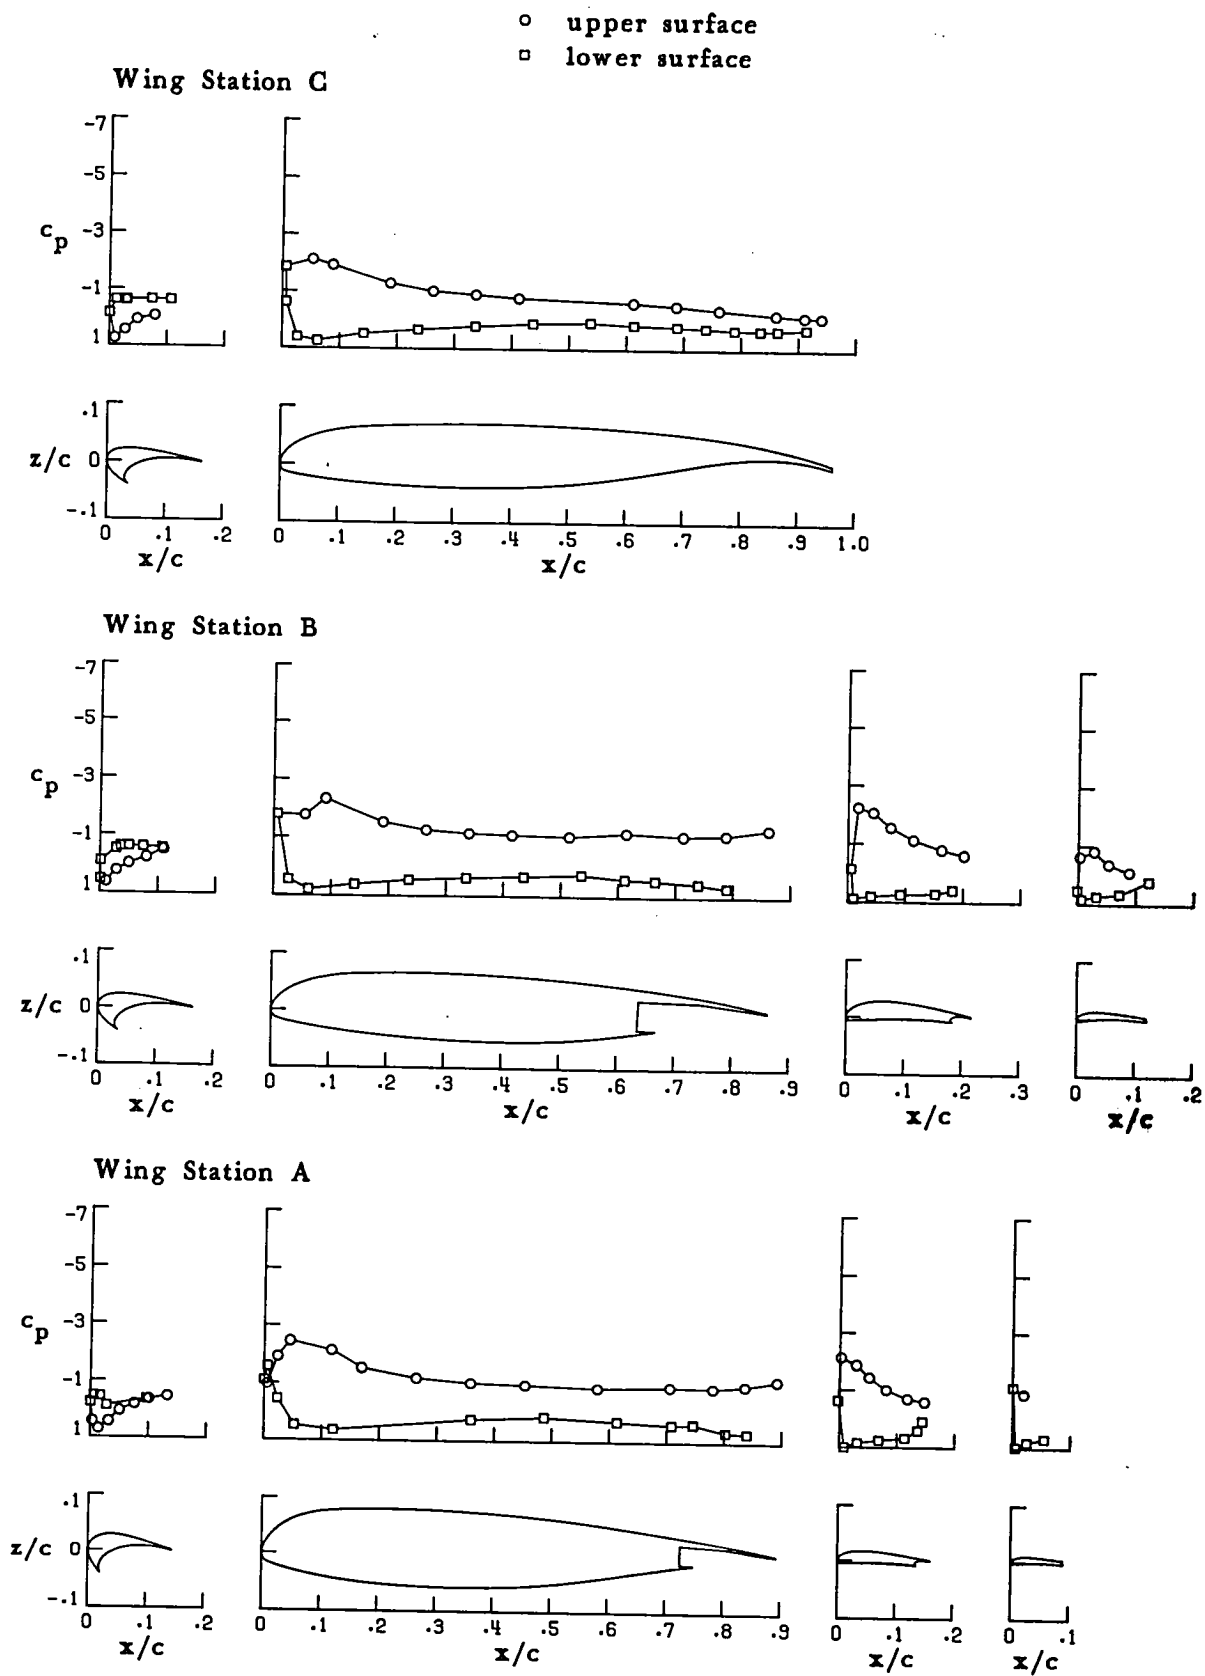 upper surface
lower surface
Wing Station C
-7
-5
c_p -3
-1
1
.1
z/c 0
-.1
0 .1 .2 0 .1 .2 .3 .4 .5 .6 .7 .8 .9 1.0
x/c x/c
Wing Station B
-7
-5
c_p -3
-1
1
.1
z/c 0
-.1
0 .1 .2 0 .1 .2 .3 .4 .5 .6 .7 .8 .9 0 .1 .2 .3 0 .1 .2
x/c x/c x/c x/c
Wing Station A
-7
-5
c_p -3
-1
1
.1
z/c 0
-.1
0 .1 .2 0 .1 .2 .3 .4 .5 .6 .7 .8 .9 0 .1 .2 0 .1
x/c x/c x/c x/c